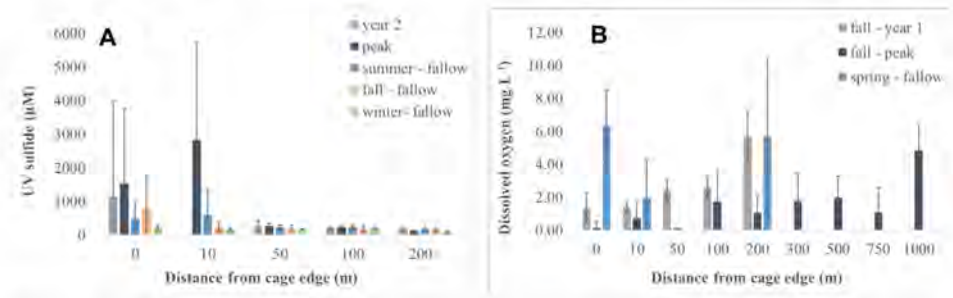 A
6000
5000
4000
3000
2000
1000
0
UV sulfide (µM)
year 2
peak
summer - fallow
fall - fallow
winter- fallow
0 10 50 100 200
Distance from cage edge (m)
B
12.00
10.00
8.00
6.00
4.00
2.00
0.00
Dissolved oxygen (mg L⁻¹)
fall - year 1
fall - peak
spring - fallow
0 10 50 100 200 300 500 750 1000
Distance from cage edge (m)